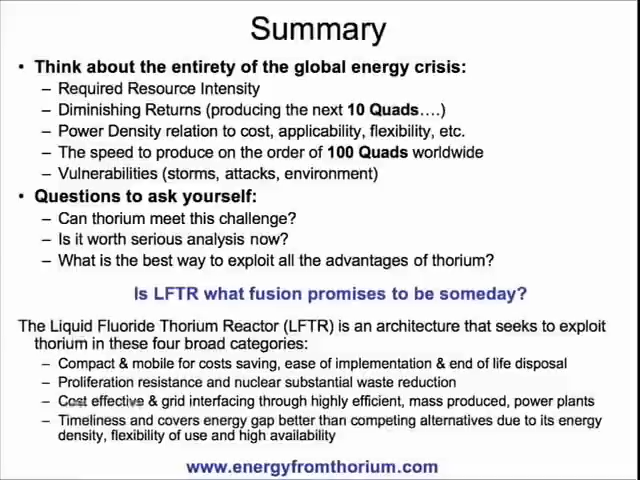 Summary
• Think about the entirety of the global energy crisis:
– Required Resource Intensity
– Diminishing Returns (producing the next 10 Quads….)
– Power Density relation to cost, applicability, flexibility, etc.
– The speed to produce on the order of 100 Quads worldwide
– Vulnerabilities (storms, attacks, environment)
• Questions to ask yourself:
– Can thorium meet this challenge?
– Is it worth serious analysis now?
– What is the best way to exploit all the advantages of thorium?
Is LFTR what fusion promises to be someday?
The Liquid Fluoride Thorium Reactor (LFTR) is an architecture that seeks to exploit
thorium in these four broad categories:
– Compact & mobile for costs saving, ease of implementation & end of life disposal
– Proliferation resistance and nuclear substantial waste reduction
– Cost effective & grid interfacing through highly efficient, mass produced, power plants
– Timeliness and covers energy gap better than competing alternatives due to its energy
density, flexibility of use and high availability
www.energyfromthorium.com